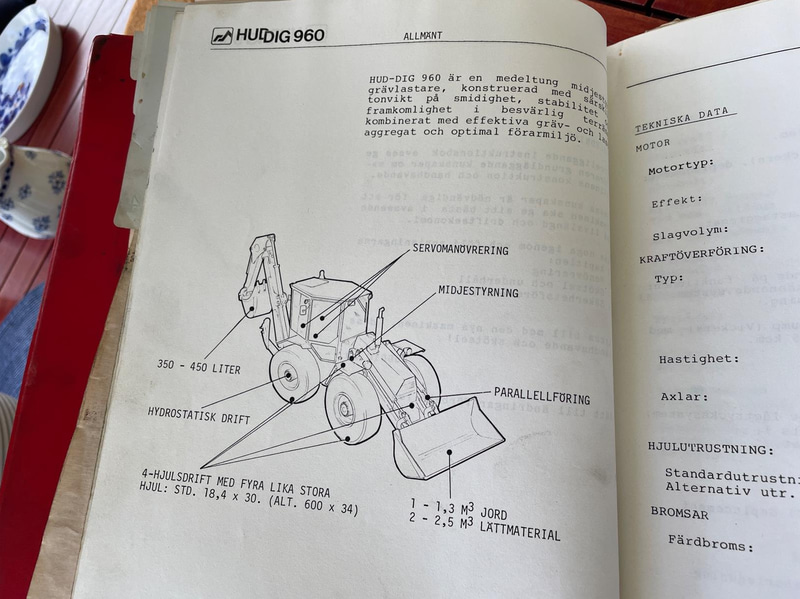 HUDDIG 960
ALLMÄNT
HUD-DIG 960 är en medeltung
grävlastare, konstruerad med
tonvikt på smidighet, stabilitet
framkomlighet i besvärlig
kombinerat med effektiva gräv- och
aggregat och optimal förarmiljö.
SERVOMANÖVRERING
MIDJESTYRNING
350 - 450 LITER
PARALLELLFÖRING
HYDROSTATISK DRIFT
4-HJULSDRIFT MED FYRA LIKA STORA
HJUL: STD. 18,4 x 30. (ALT. 600 x 34)
1 - 1,3 M3 JORD
2 - 2,5 M3 LÄTTMATERIAL
TEKNISKA DATA
MOTOR
Motortyp:
Effekt:
Slagvolym:
KRAFTÖVERFÖRING:
Typ:
Hastighet:
Axlar:
HJULUTRUSTNING:
Alternativ utr.
BROMSAR
Färdbroms: